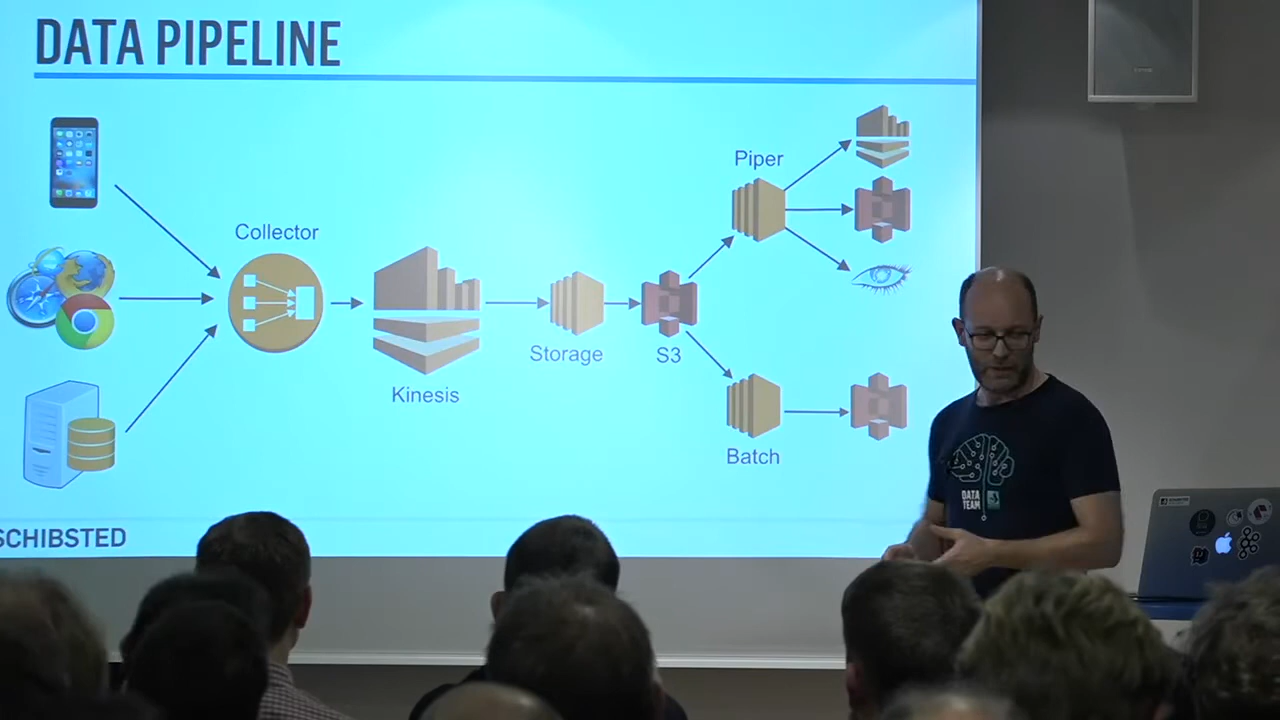 DATA PIPELINE
Piper
Collector
Storage
S3
Kinesis
Batch
SCHIBSTED
DATA
TEAM